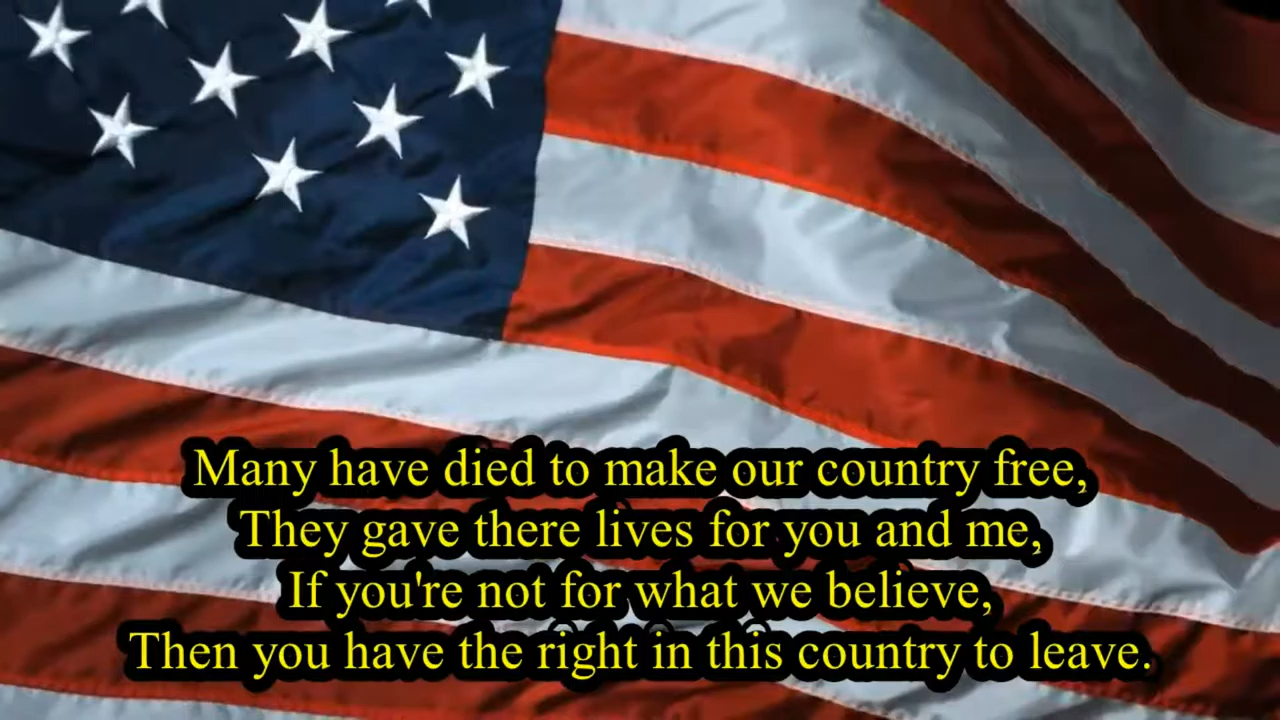 Many have died to make our country free,
They gave there lives for you and me,
If you're not for what we believe,
Then you have the right in this country to leave.